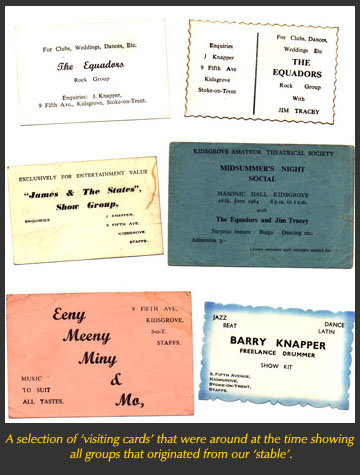 For Clubs, Weddings, Dances, Etc.
The Equadors
Rock Group
Enquiries: J. Knapper,
9 Fifth Ave., Kidsgrove, Stoke-on-Trent.
Enquiries
J Knapper
9 Fifth Ave
Kidsgrove
Stoke-on-Trent.
For Clubs, Dances,
Weddings Etc
THE
EQUADORS
Rock Group
With
JIM TRACEY
EXCLUSIVELY FOR ENTERTAINMENT VALUE
"James & The States",
Show Group,
ENQUIRIES
J. KNAPPER,
9 FIFTH AVE,
KIDSGROVE,
STAFFS.
KIDSGROVE AMATEUR THEATRICAL SOCIETY
MIDSUMMER'S NIGHT
SOCIAL
MASONIC HALL KIDSGROVE
June 1964 8 p.m. to 1 a.m.
with
The Equadors and Jim Tracey
Surprise feature Bingo Dancing etc.
Admission
Eeny
Meeny
Miny
&
Mo,
9 FIFTH AVE,
KIDSGROVE,
S-o-T,
STAFFS.
MUSIC
TO SUIT
ALL TASTES.
JAZZ
BEAT
DANCE
LATIN
BARRY KNAPPER
FREELANCE DRUMMER
SHOW KIT
9, FIFTH AVENUE,
KIDSGROVE,
STOKE-ON-TRENT,
STAFFS.
A selection of 'visiting cards' that were around at the time showing
all groups that originated from our 'stable'.